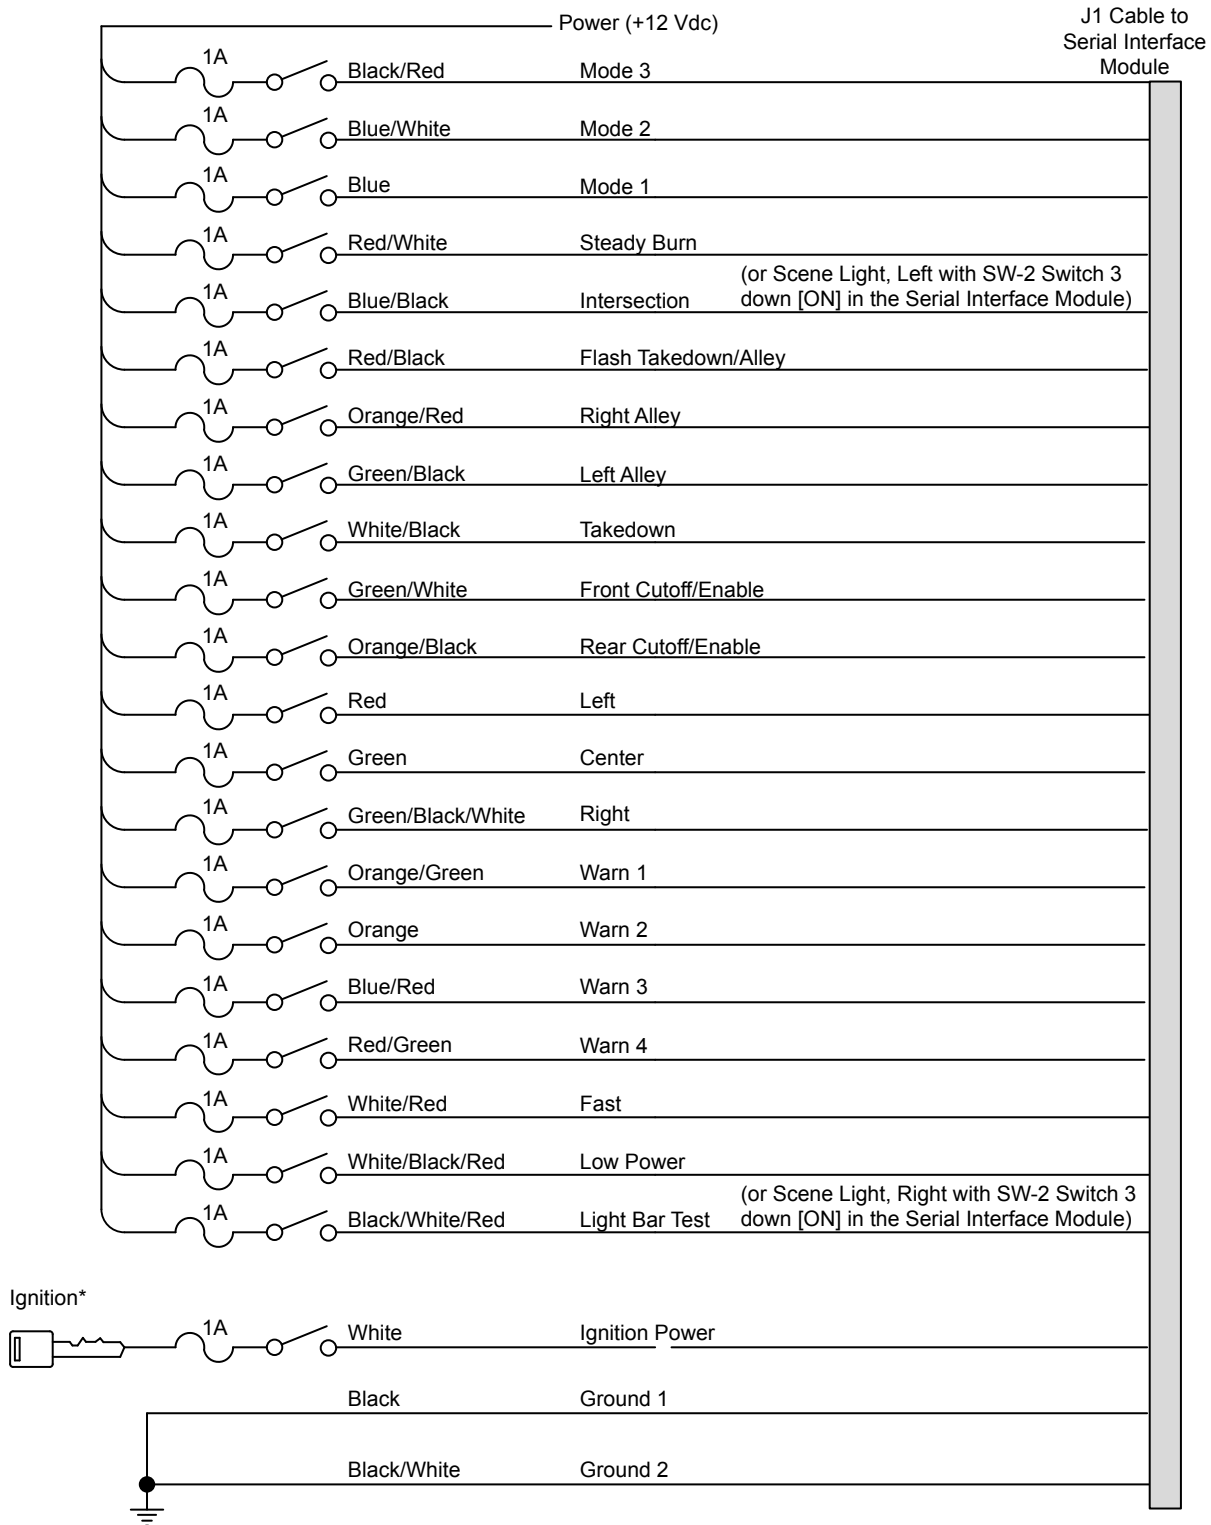 Power (+12 Vdc)
J1 Cable to
Serial Interface
Module
1A Black/Red Mode 3
1A Blue/White Mode 2
1A Blue Mode 1
1A Red/White Steady Burn
(or Scene Light, Left with SW-2 Switch 3
1A Blue/Black Intersection down [ON] in the Serial Interface Module)
1A Red/Black Flash Takedown/Alley
1A Orange/Red Right Alley
1A Green/Black Left Alley
1A White/Black Takedown
1A Green/White Front Cutoff/Enable
1A Orange/Black Rear Cutoff/Enable
1A Red Left
1A Green Center
1A Green/Black/White Right
1A Orange/Green Warn 1
1A Orange Warn 2
1A Blue/Red Warn 3
1A Red/Green Warn 4
1A White/Red Fast
1A White/Black/Red Low Power
(or Scene Light, Right with SW-2 Switch 3
1A Black/White/Red Light Bar Test down [ON] in the Serial Interface Module)
Ignition*
1A White Ignition Power
Black Ground 1
Black/White Ground 2